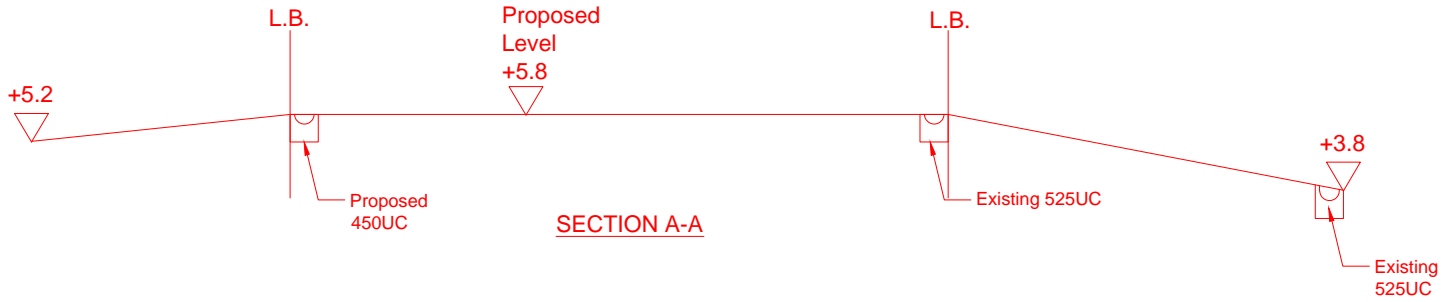 L.B.
Proposed
Level
+5.8
L.B.
+5.2
+3.8
Proposed
450UC
Existing 525UC
SECTION A-A
Existing
525UC